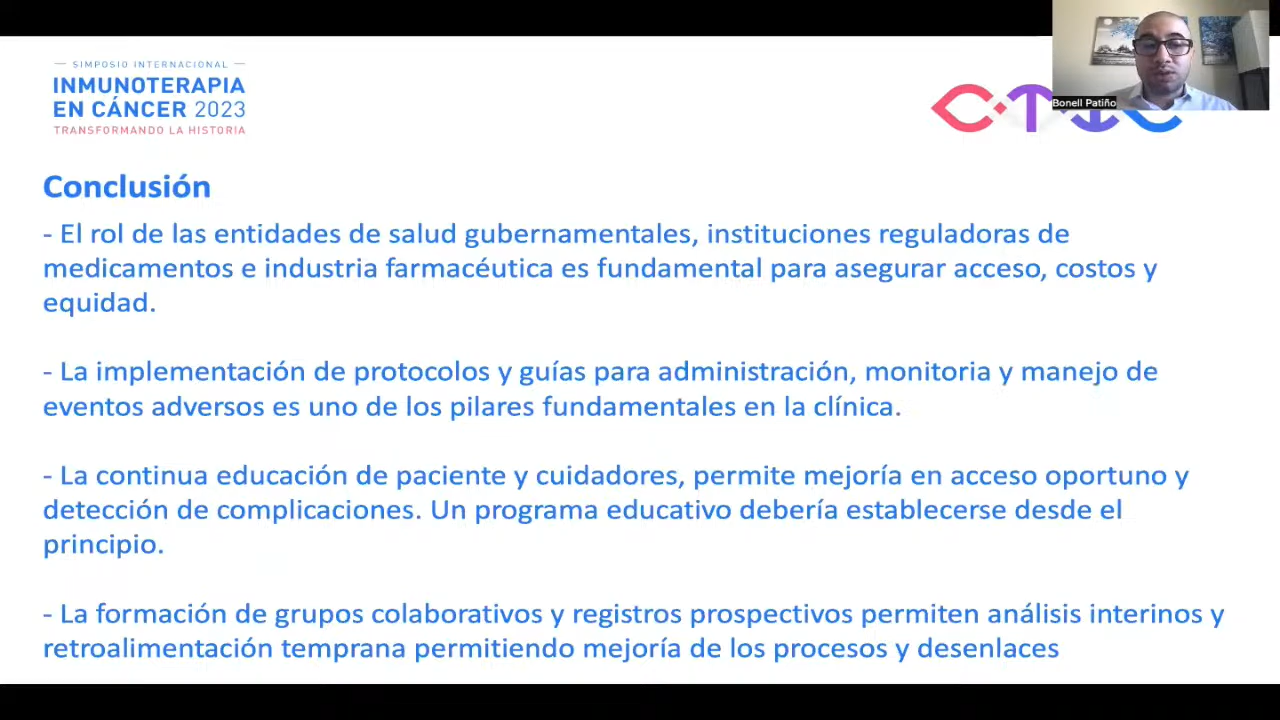 SIMPOSIO INTERNACIONAL
INMUNOTERAPIA
EN CÁNCER 2023
TRANSFORMANDO LA HISTORIA
CTIC
Bonell Patiño
Conclusión
- El rol de las entidades de salud gubernamentales, instituciones reguladoras de
medicamentos e industria farmacéutica es fundamental para asegurar acceso, costos y
equidad.
- La implementación de protocolos y guías para administración, monitoria y manejo de
eventos adversos es uno de los pilares fundamentales en la clínica.
- La continua educación de paciente y cuidadores, permite mejoría en acceso oportuno y
detección de complicaciones. Un programa educativo debería establecerse desde el
principio.
- La formación de grupos colaborativos y registros prospectivos permiten análisis interinos y
retroalimentación temprana permitiendo mejoría de los procesos y desenlaces